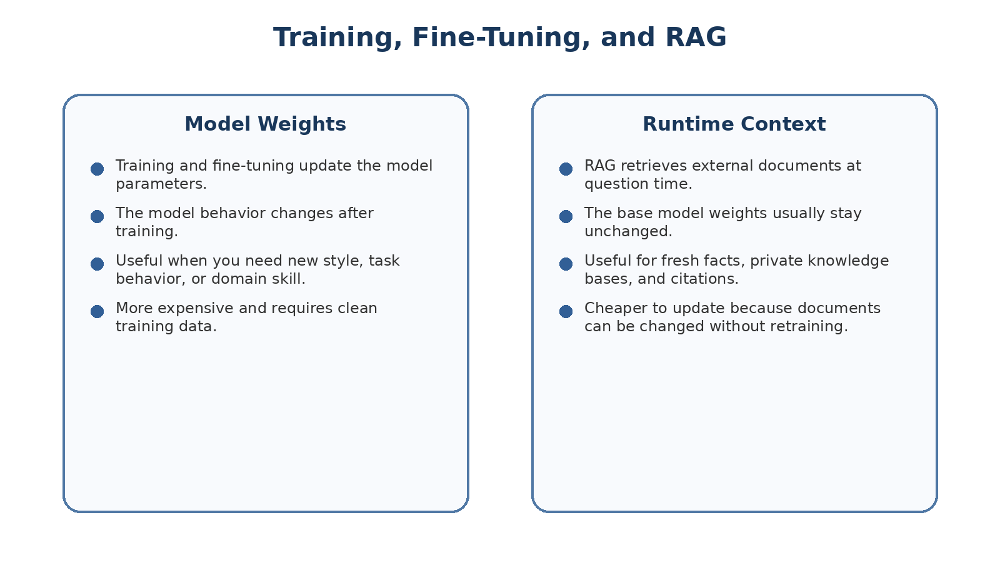 Training, Fine-Tuning, and RAG
Model Weights
Training and fine-tuning update the model
parameters.
The model behavior changes after
training.
Useful when you need new style, task
behavior, or domain skill.
More expensive and requires clean
training data.
Runtime Context
RAG retrieves external documents at
question time.
The base model weights usually stay
unchanged.
Useful for fresh facts, private knowledge
bases, and citations.
Cheaper to update because documents
can be changed without retraining.